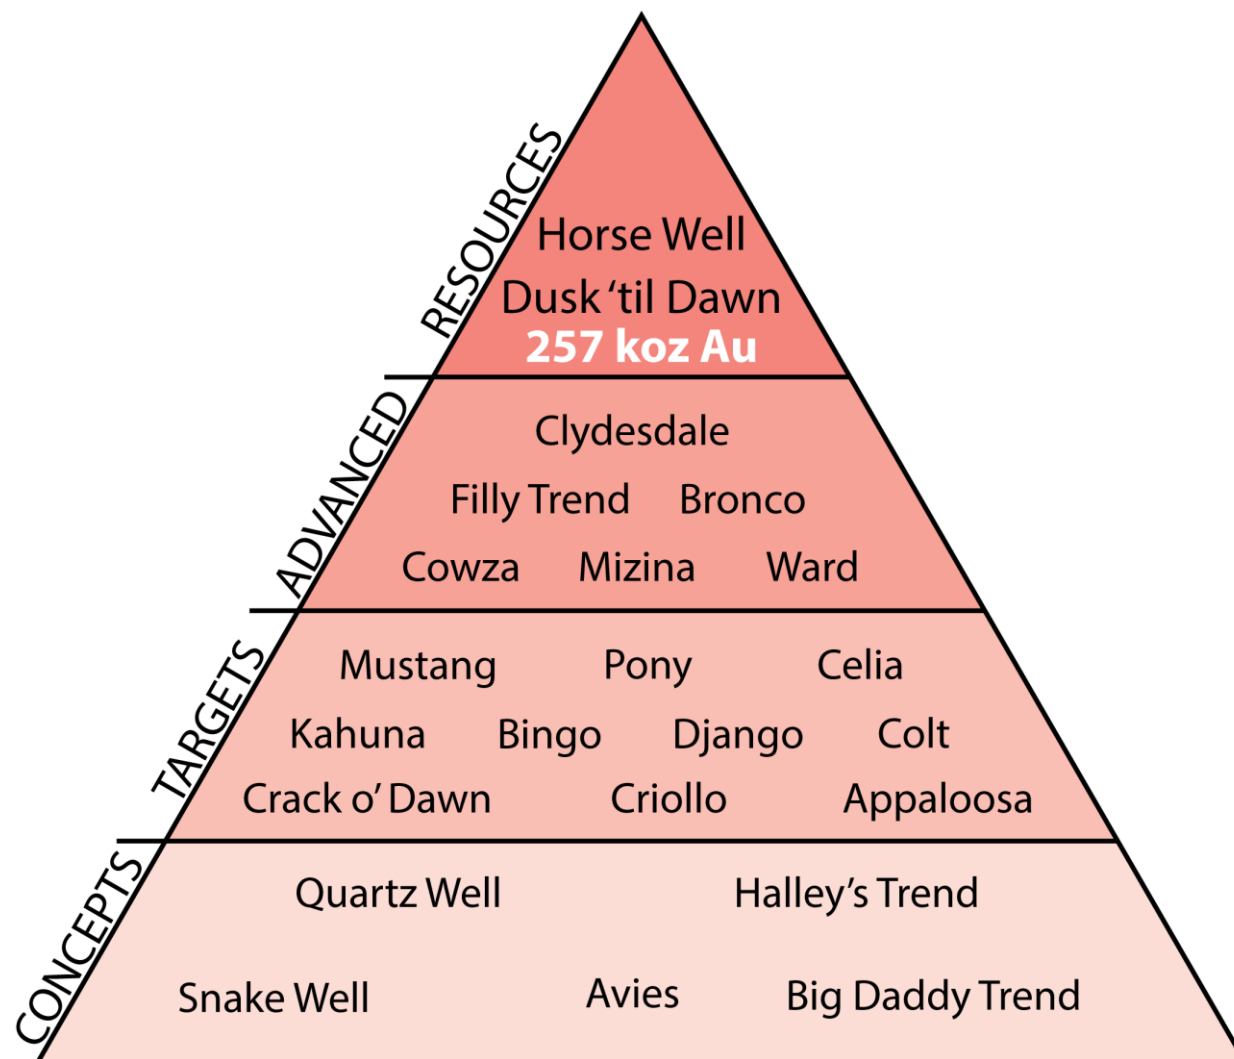 RESOURCES
Horse Well
Dusk ‘til Dawn
257 koz Au
ADVANCED
Clydesdale
Filly Trend Bronco
Cowza Mizina Ward
TARGETS
Mustang Pony Celia
Kahuna Bingo Django Colt
Crack o’ Dawn Criollo Appaloosa
CONCEPTS
Quartz Well Halley’s Trend
Snake Well Avies Big Daddy Trend